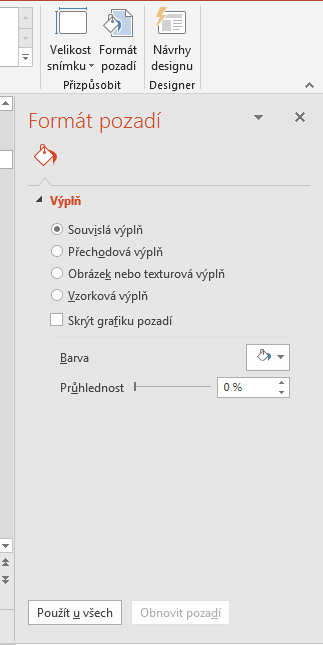 Velikost
snímku
Formát
pozadí
Návrhy
designu
Přizpůsobit
Designer
Formát pozadí
Výplň
Souvislá výplň
Přechodová výplň
Obrázek nebo texturová výplň
Vzorková výplň
Skrýt grafiku pozadí
Barva
Průhlednost
0 %
Použít u všech
Obnovit pozadí